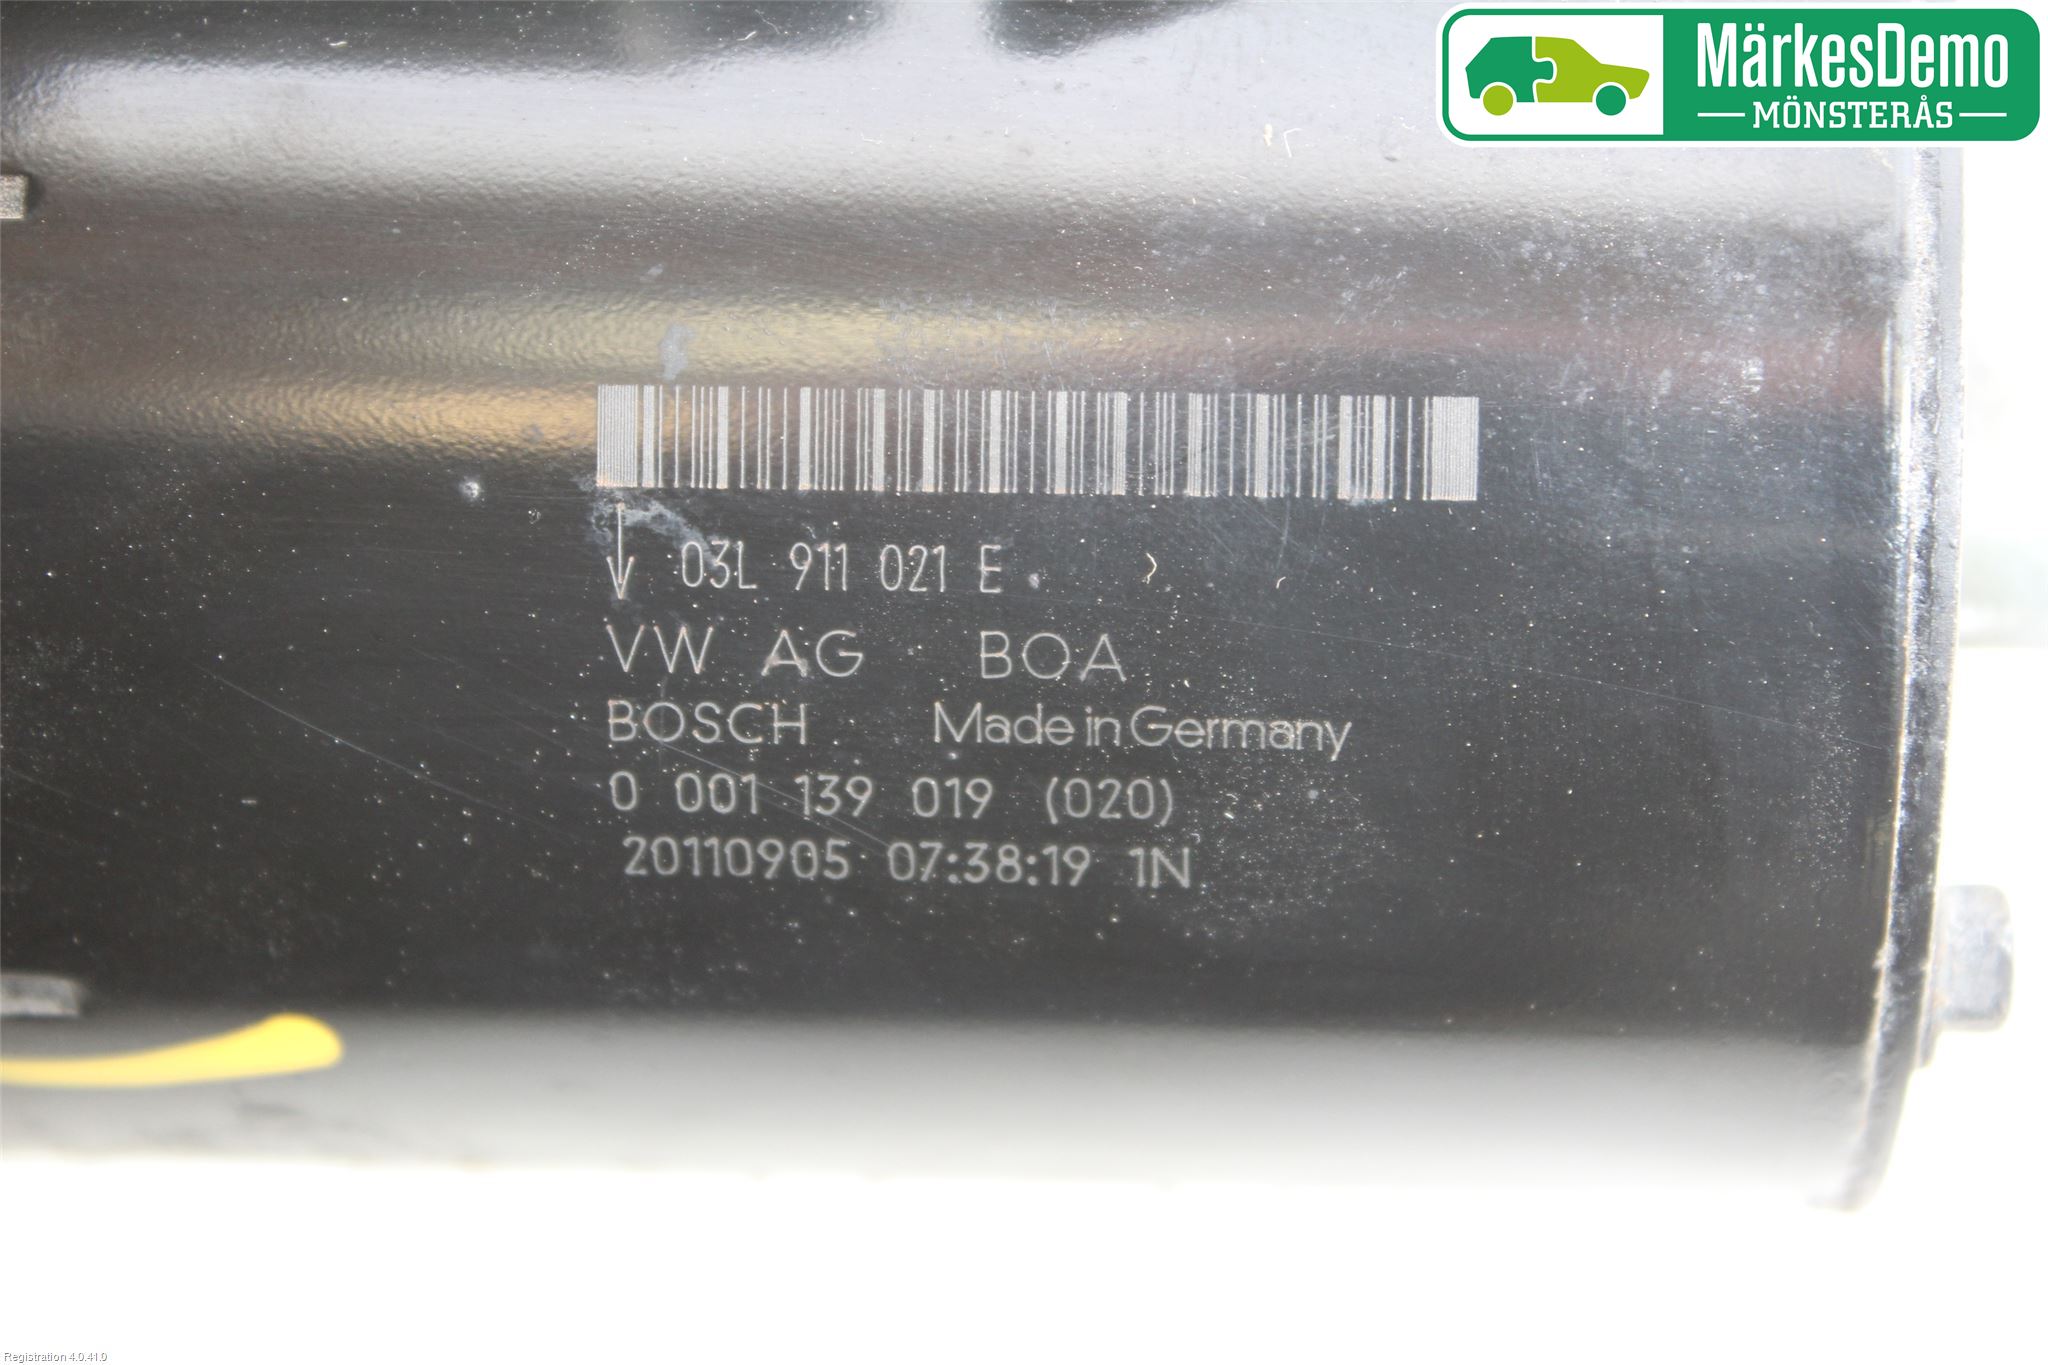 MärkesDemo
MÖNSTERÅS
03L 911 021 E
VW AG BOA
BOSCH Made in Germany
0 001 139 019 (020)
20110905 07:38:19 1N
Registration 4.0.41.0